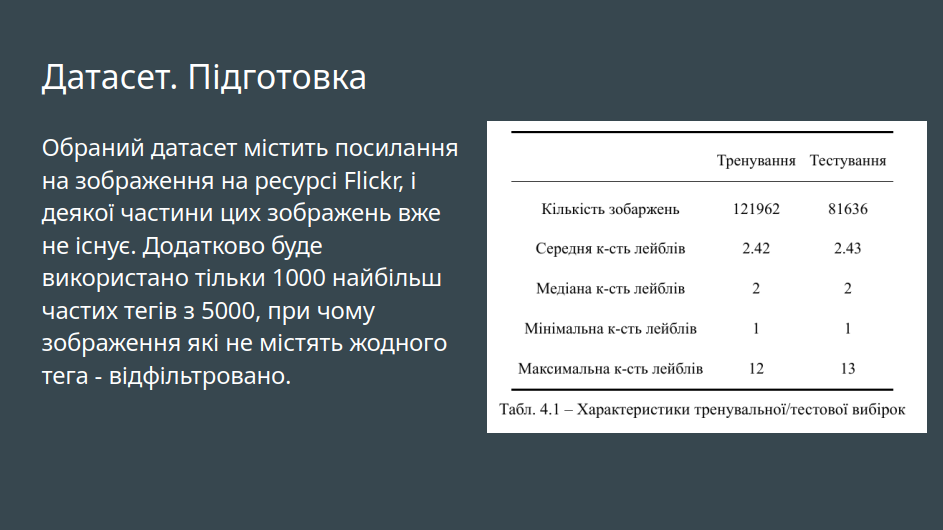 Датасет. Підготовка
Обраний датасет містить посилання
на зображення на ресурсі Flickr, і
деякої частини цих зображень вже
не існує. Додатково буде
використано тільки 1000 найбільш
частих тегів з 5000, при чому
зображення які не містять жодного
тега - відфільтровано.
Тренування Тестування
Кількість зобаржень 121962 81636
Середня к-сть лейблів 2.42 2.43
Медіана к-сть лейблів 2 2
Мінімальна к-сть лейблів 1 1
Максимальна к-сть лейблів 12 13
Табл. 4.1 – Характеристики тренувальної/тестової вибірок